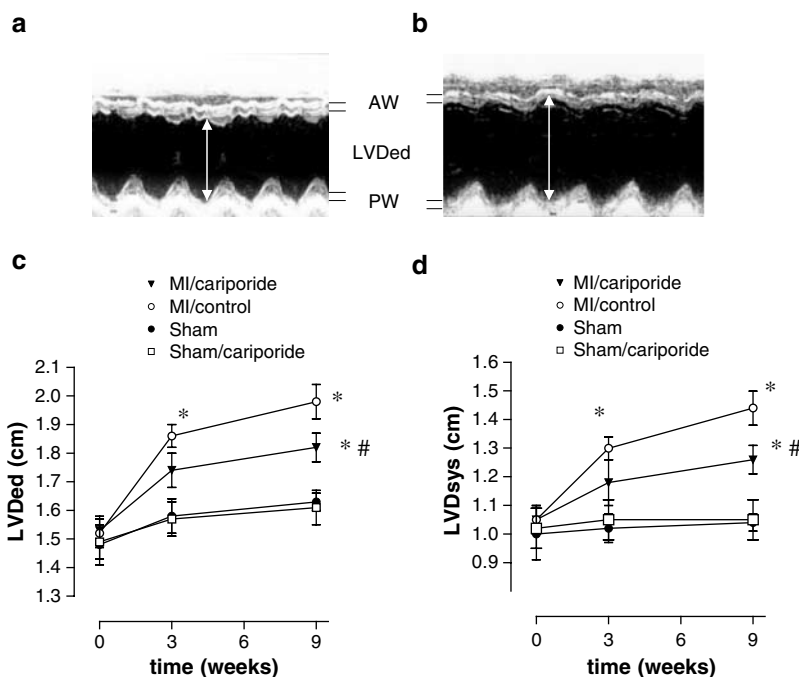 a
b
AW
LVDed
PW
c
MI/cariporide
MI/control
Sham
Sham/cariporide
2.1
2.0
1.9
1.8
1.7
1.6
1.5
1.4
1.3
LVDed (cm)
*
*
* #
0 3 6 9
time (weeks)
d
MI/cariporide
MI/control
Sham
Sham/cariporide
1.6
1.5
1.4
1.3
1.2
1.1
1.0
0.9
LVDsys (cm)
*
*
* #
0 3 6 9
time (weeks)